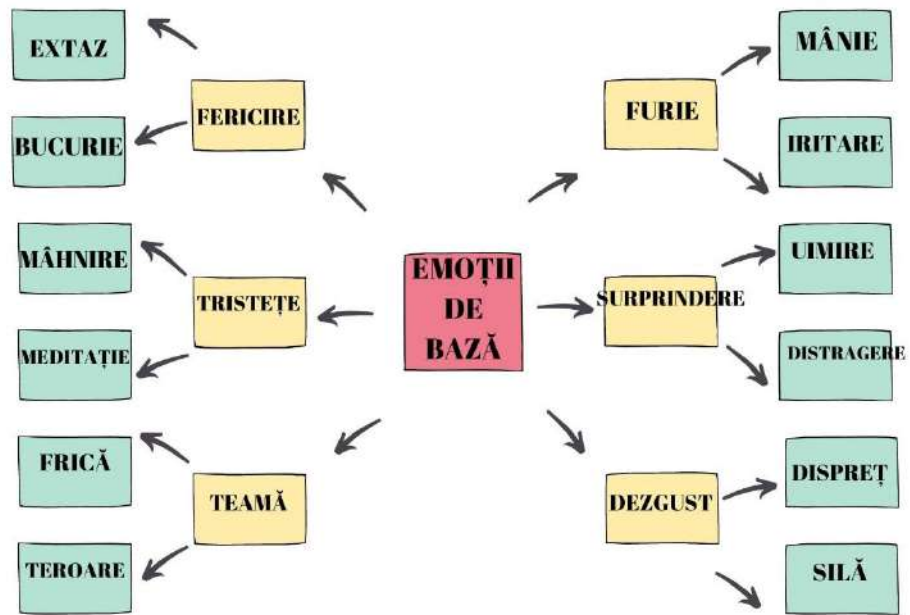 EXTAZ
BUCURIE
FERICIRE
MÂHNIRE
MEDITAȚIE
TRISTEȚE
FRICĂ
TEROARE
TEAMĂ
EMOȚII
DE
BAZĂ
FURIE
MÂNIE
IRITARE
SURPRINDERE
UIMIRE
DISTRAGERE
DEZGUST
DISPREȚ
SILĂ